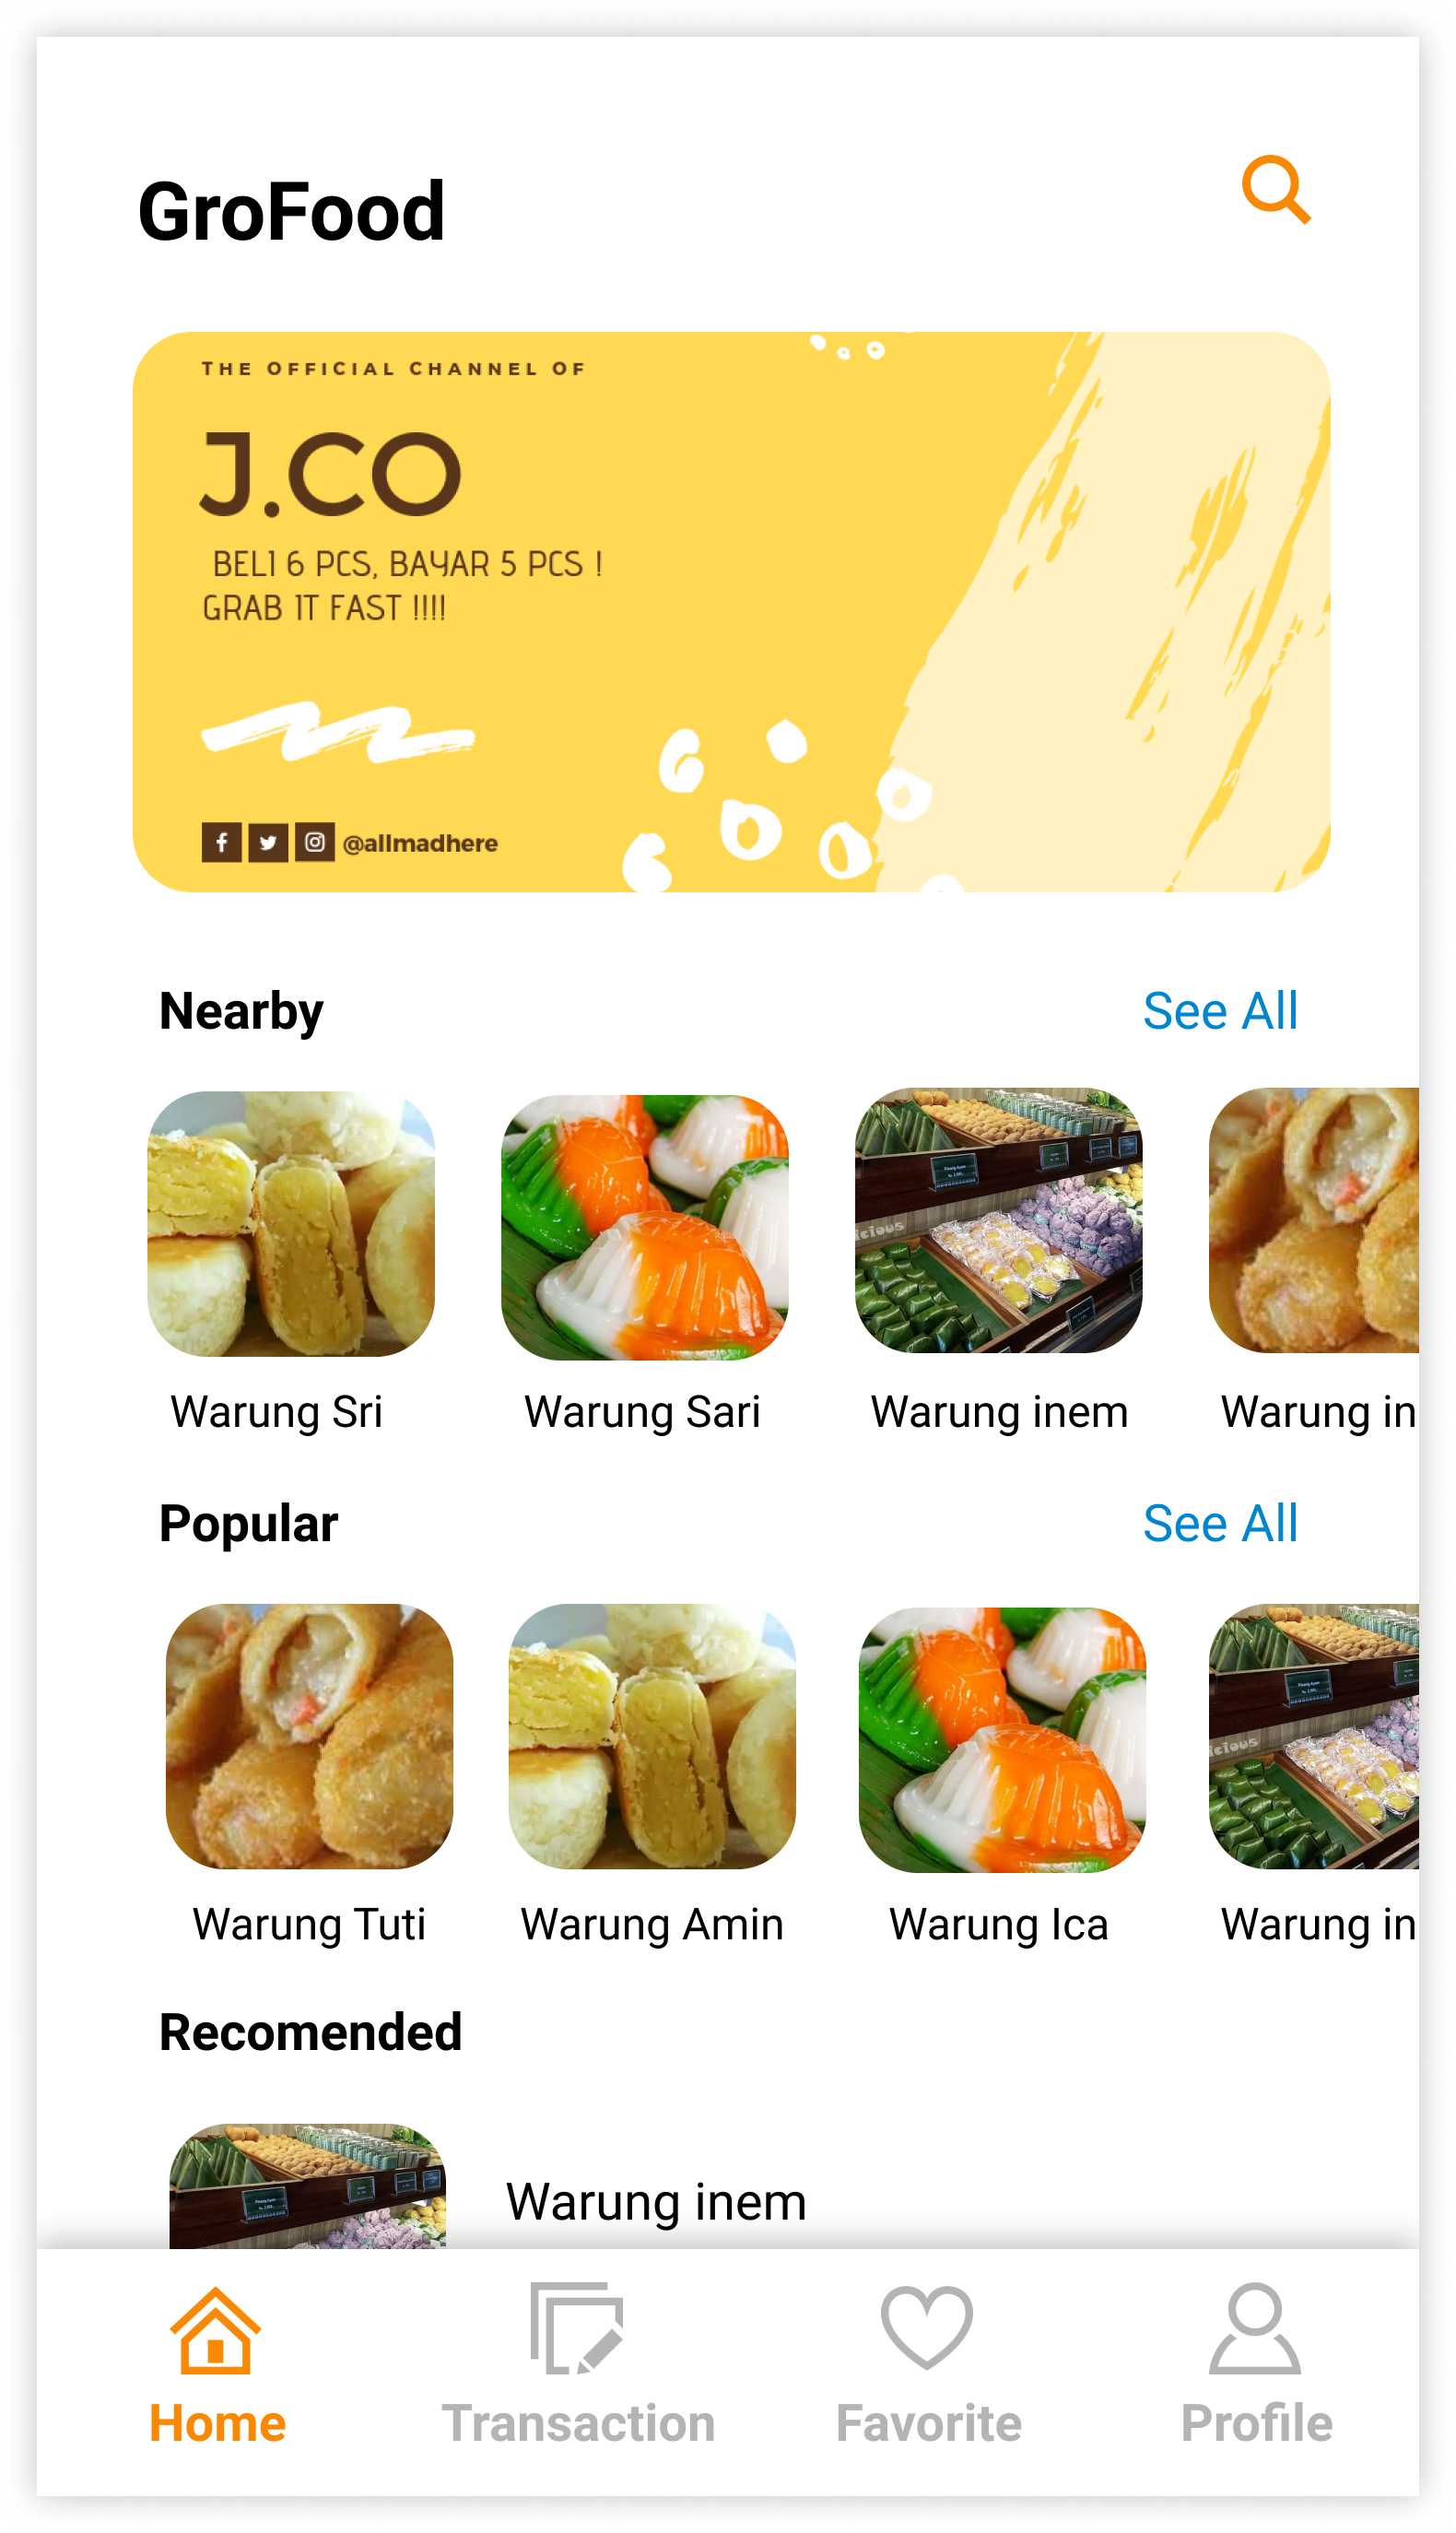 GroFood
THE OFFICIAL CHANNEL OF
J.CO
BELI 6 PCS, BAYAR 5 PCS !
GRAB IT FAST !!!!
@allmadhere
Nearby
See All
icious
Warung Sri
Warung Sari
Warung inem
Warung in
Popular
See All
icious
Warung Tuti
Warung Amin
Warung Ica
Warung in
Recomended
Warung inem
Home
Transaction
Favorite
Profile